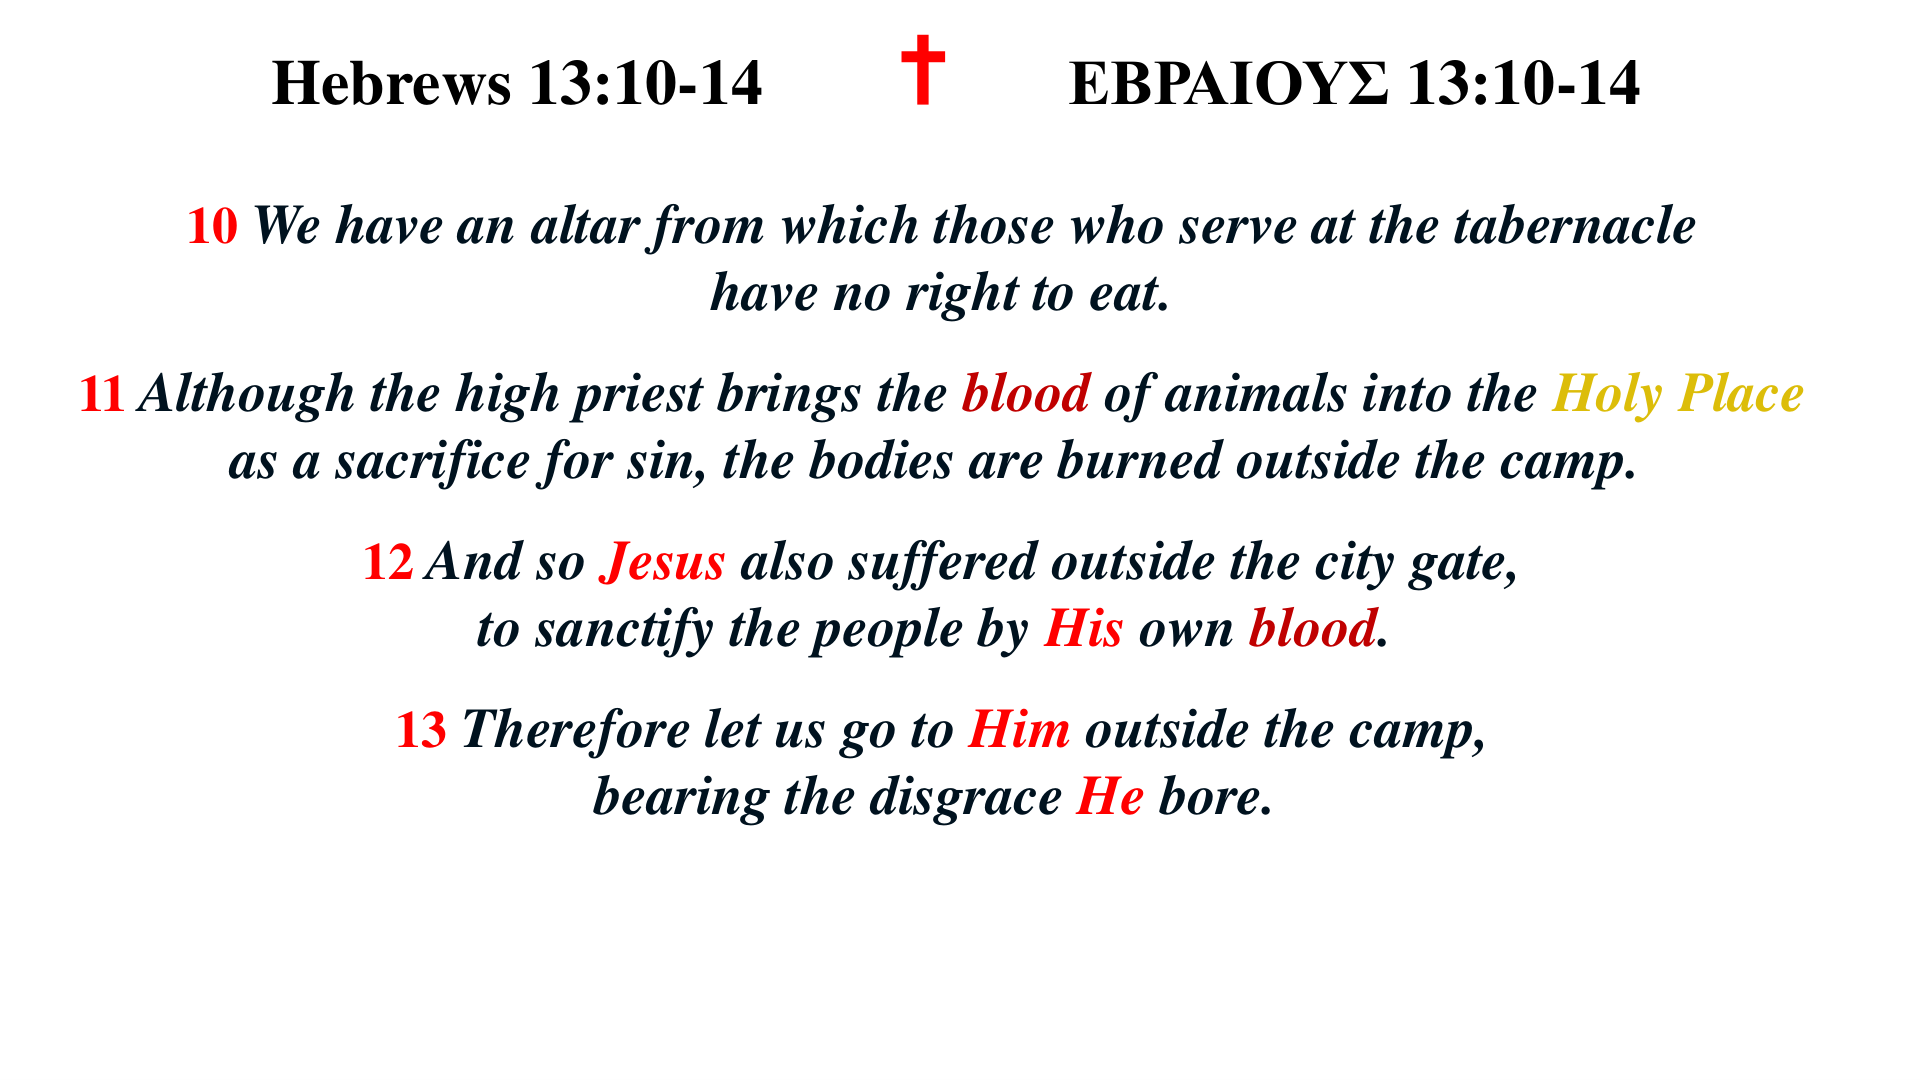 Hebrews 13:10-14 ✝ ΕΒΡΑΙΟΥΣ 13:10-14
10 We have an altar from which those who serve at the tabernacle
have no right to eat.
11 Although the high priest brings the blood of animals into the Holy Place
as a sacrifice for sin, the bodies are burned outside the camp.
12 And so Jesus also suffered outside the city gate,
to sanctify the people by His own blood.
13 Therefore let us go to Him outside the camp,
bearing the disgrace He bore.